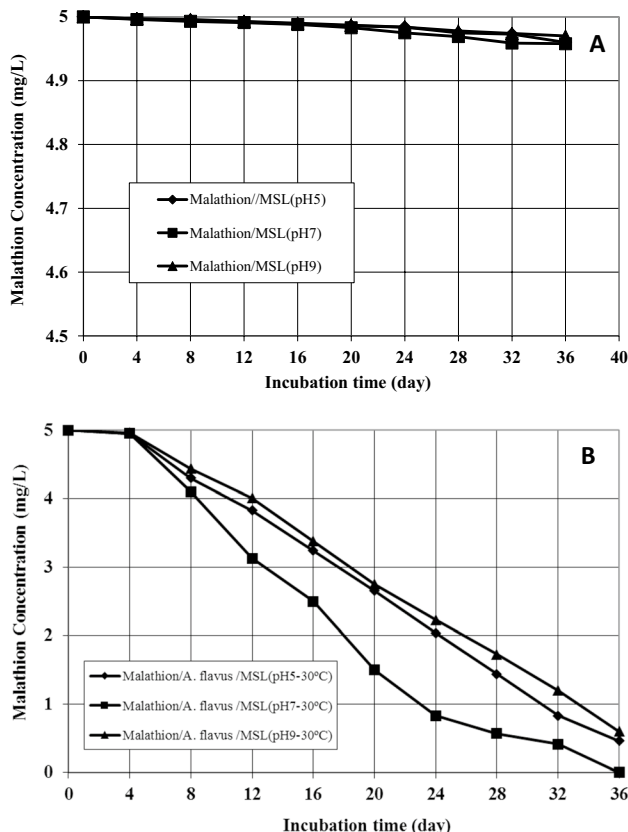 5
A
4.9
4.8
Malathion//MSL(pH5)
4.7
Malathion/MSL(pH7)
Malathion/MSL(pH9)
4.6
4.5
0 4 8 12 16 20 24 28 32 36 40
Malathion Concentration (mg/L)
Incubation time (day)
5
B
4
3
2
Malathion/A. flavus /MSL(pH5-30ºC)
1
Malathion/A. flavus /MSL(pH7-30ºC)
Malathion/A. flavus /MSL(pH9-30ºC)
0
0 4 8 12 16 20 24 28 32 36
Malathion Concentration (mg/L)
Incubation time (day)